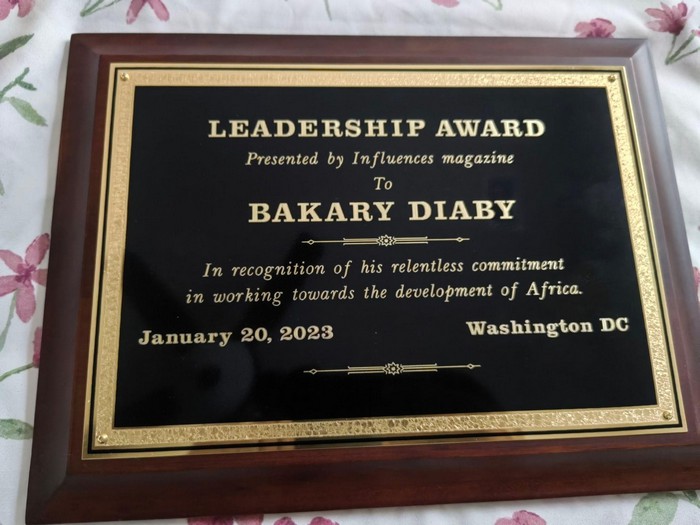 LEADERSHIP AWARD
Presented by Influences magazine
To
BAKARY DIABY
In recognition of his relentless commitment
in working towards the development of Africa.
January 20, 2023 Washington DC